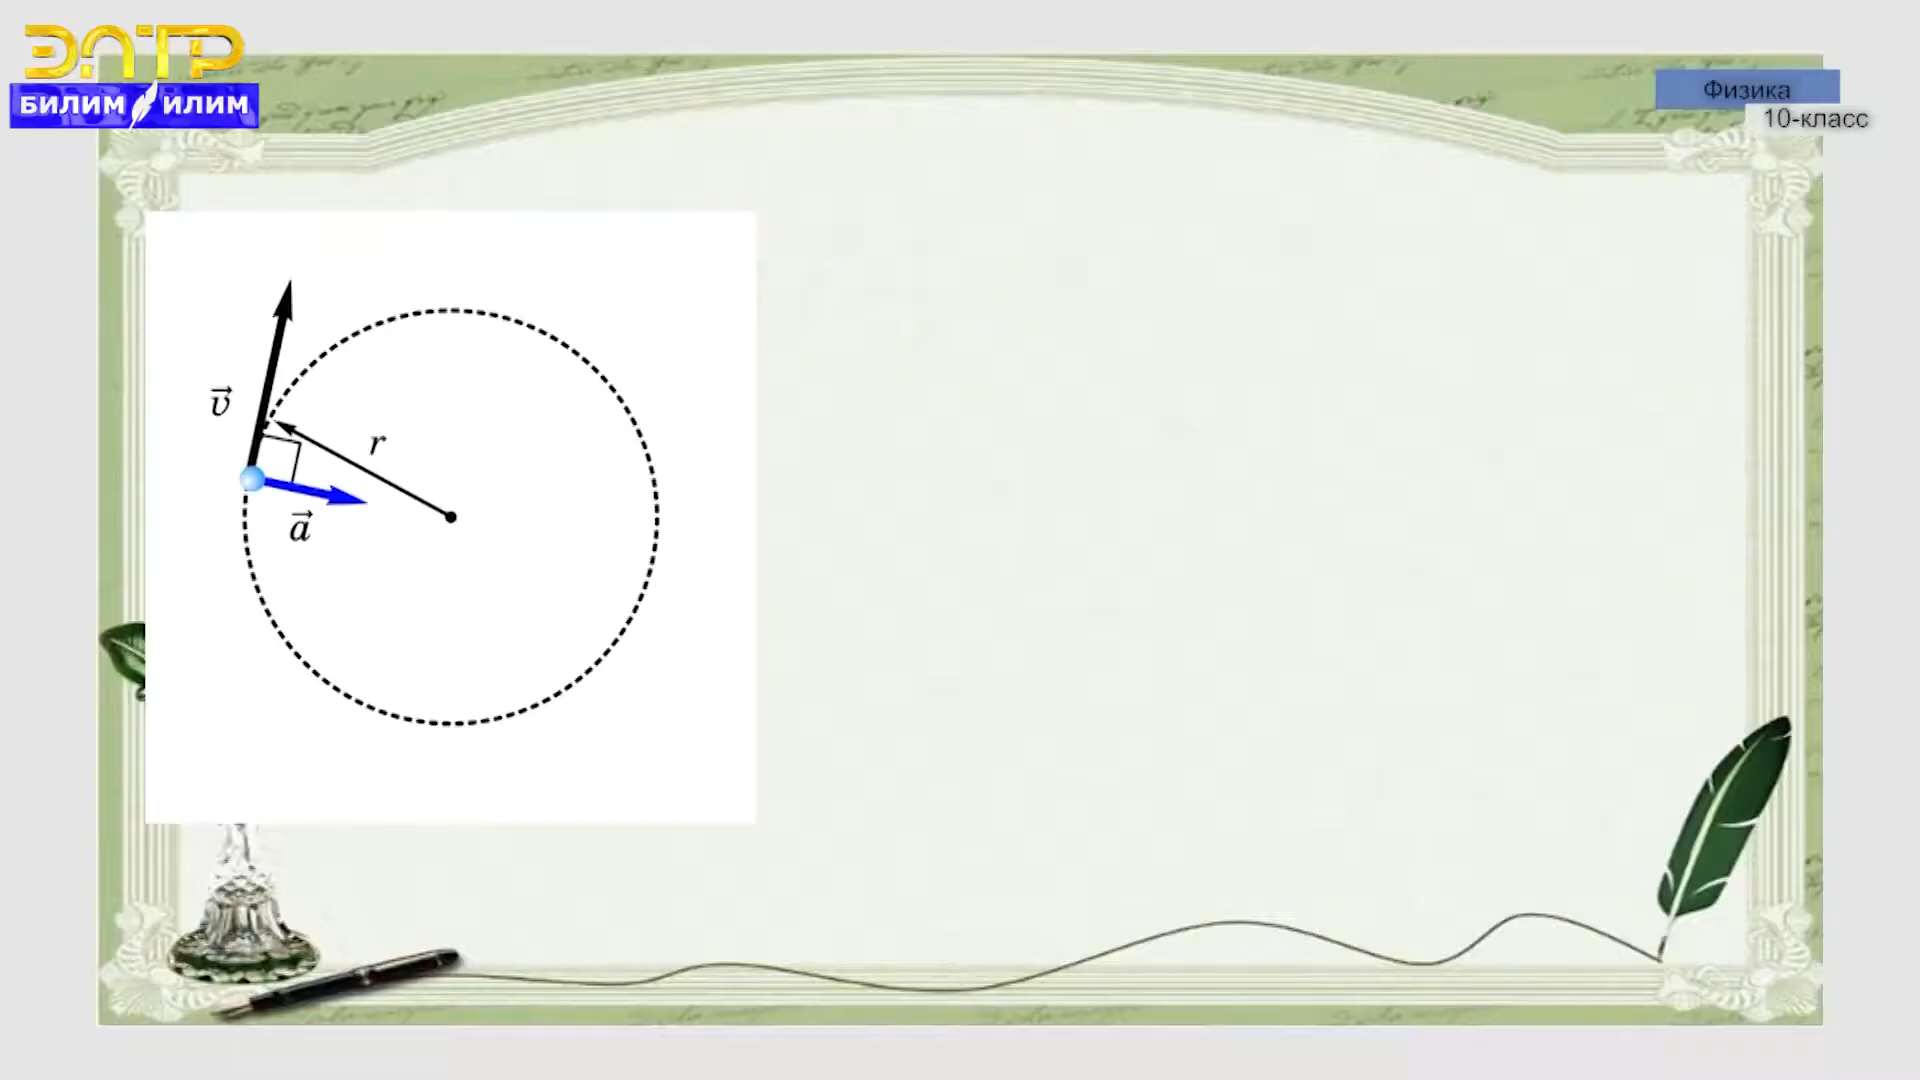 ЭЛТР
БИЛИМ ИЛИМ
Физика
10-класс
v⃗
r
a⃗